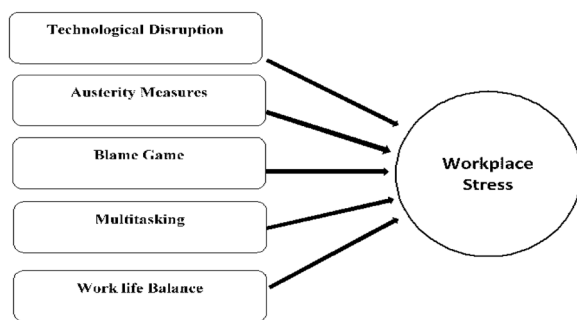 Technological Disruption
Austerity Measures
Blame Game
Multitasking
Work life Balance
Workplace
Stress